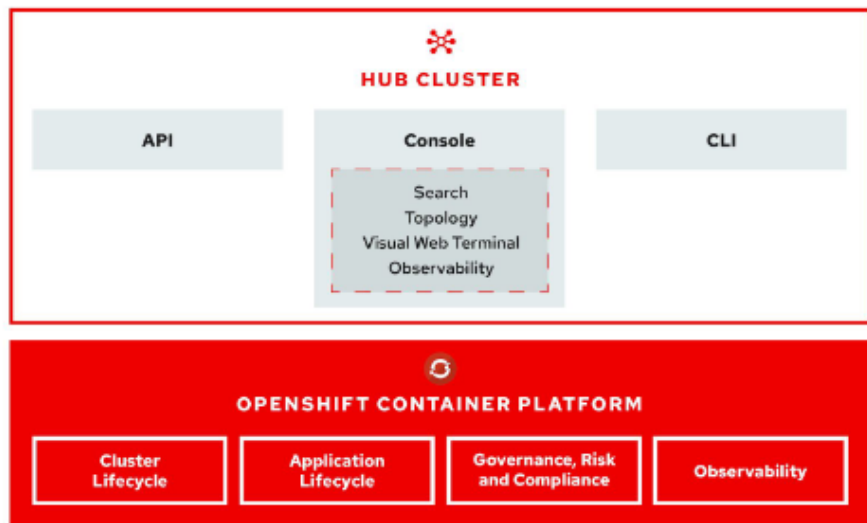 HUB CLUSTER
API
Console
Search
Topology
Visual Web Terminal
Observability
CLI
OPENSHIFT CONTAINER PLATFORM
Cluster
Lifecycle
Application
Lifecycle
Governance, Risk
and Compliance
Observability